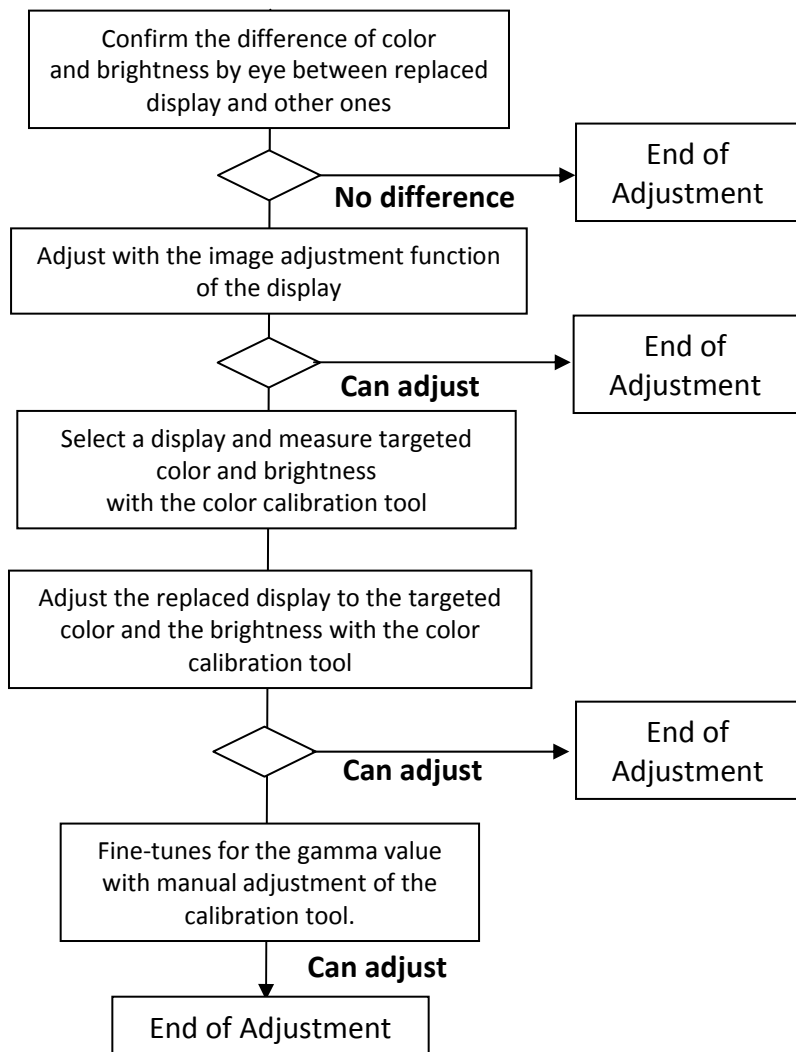 Confirm the difference of color
and brightness by eye between replaced
display and other ones
End of
Adjustment
No difference
Adjust with the image adjustment function
of the display
End of
Adjustment
Can adjust
Select a display and measure targeted
color and brightness
with the color calibration tool
Adjust the replaced display to the targeted
color and the brightness with the color
calibration tool
End of
Adjustment
Can adjust
Fine-tunes for the gamma value
with manual adjustment of the
calibration tool.
Can adjust
End of Adjustment